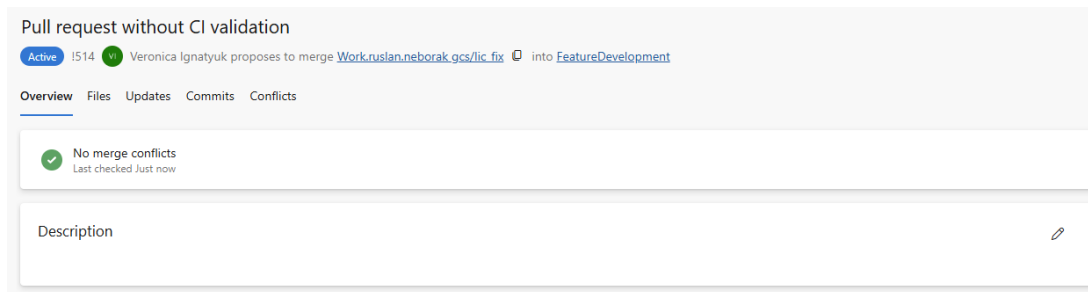 Pull request without CI validation
Active !514 VI Veronica Ignatyuk proposes to merge Work.ruslan.neborak gcs/lic_fix into FeatureDevelopment
Overview Files Updates Commits Conflicts
No merge conflicts
Last checked Just now
Description